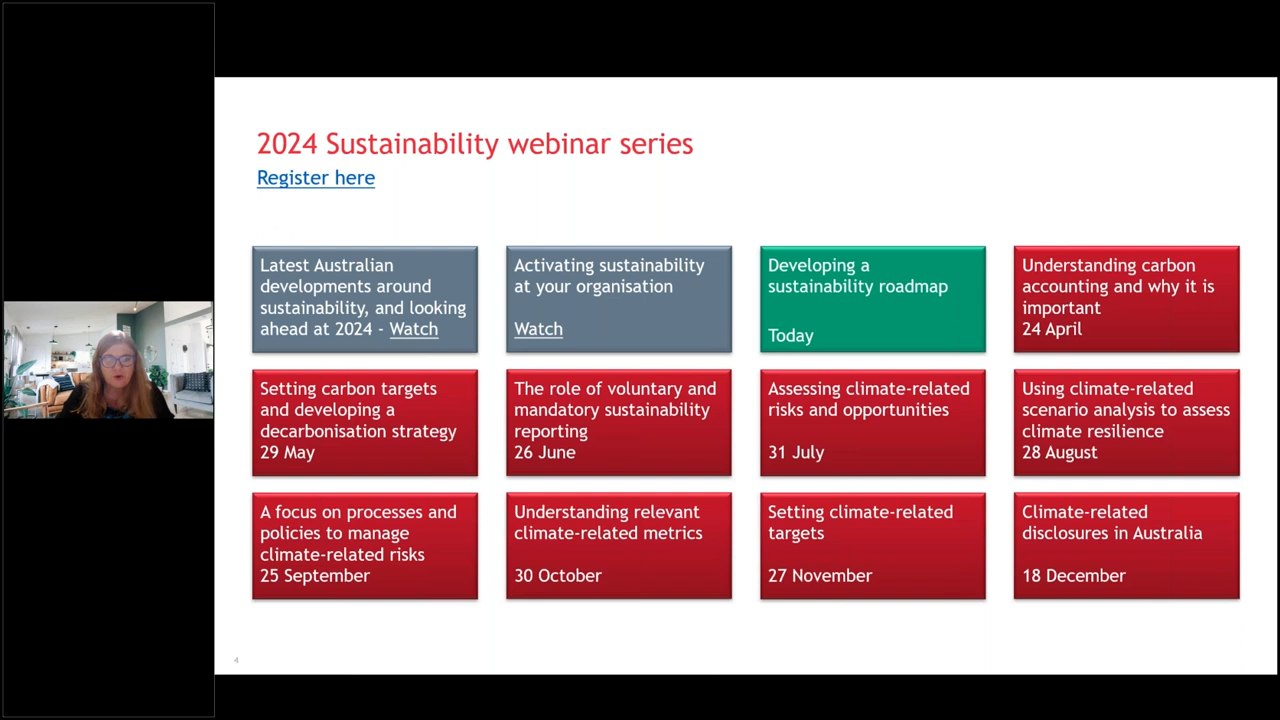 2024 Sustainability webinar series
Register here
Latest Australian
developments around
sustainability, and looking
ahead at 2024 - Watch
Activating sustainability
at your organisation
Watch
Developing a
sustainability roadmap
Today
Understanding carbon
accounting and why it is
important
24 April
Setting carbon targets
and developing a
decarbonisation strategy
29 May
The role of voluntary and
mandatory sustainability
reporting
26 June
Assessing climate-related
risks and opportunities
31 July
Using climate-related
scenario analysis to assess
climate resilience
28 August
A focus on processes and
policies to manage
climate-related risks
25 September
Understanding relevant
climate-related metrics
30 October
Setting climate-related
targets
27 November
Climate-related
disclosures in Australia
18 December
4